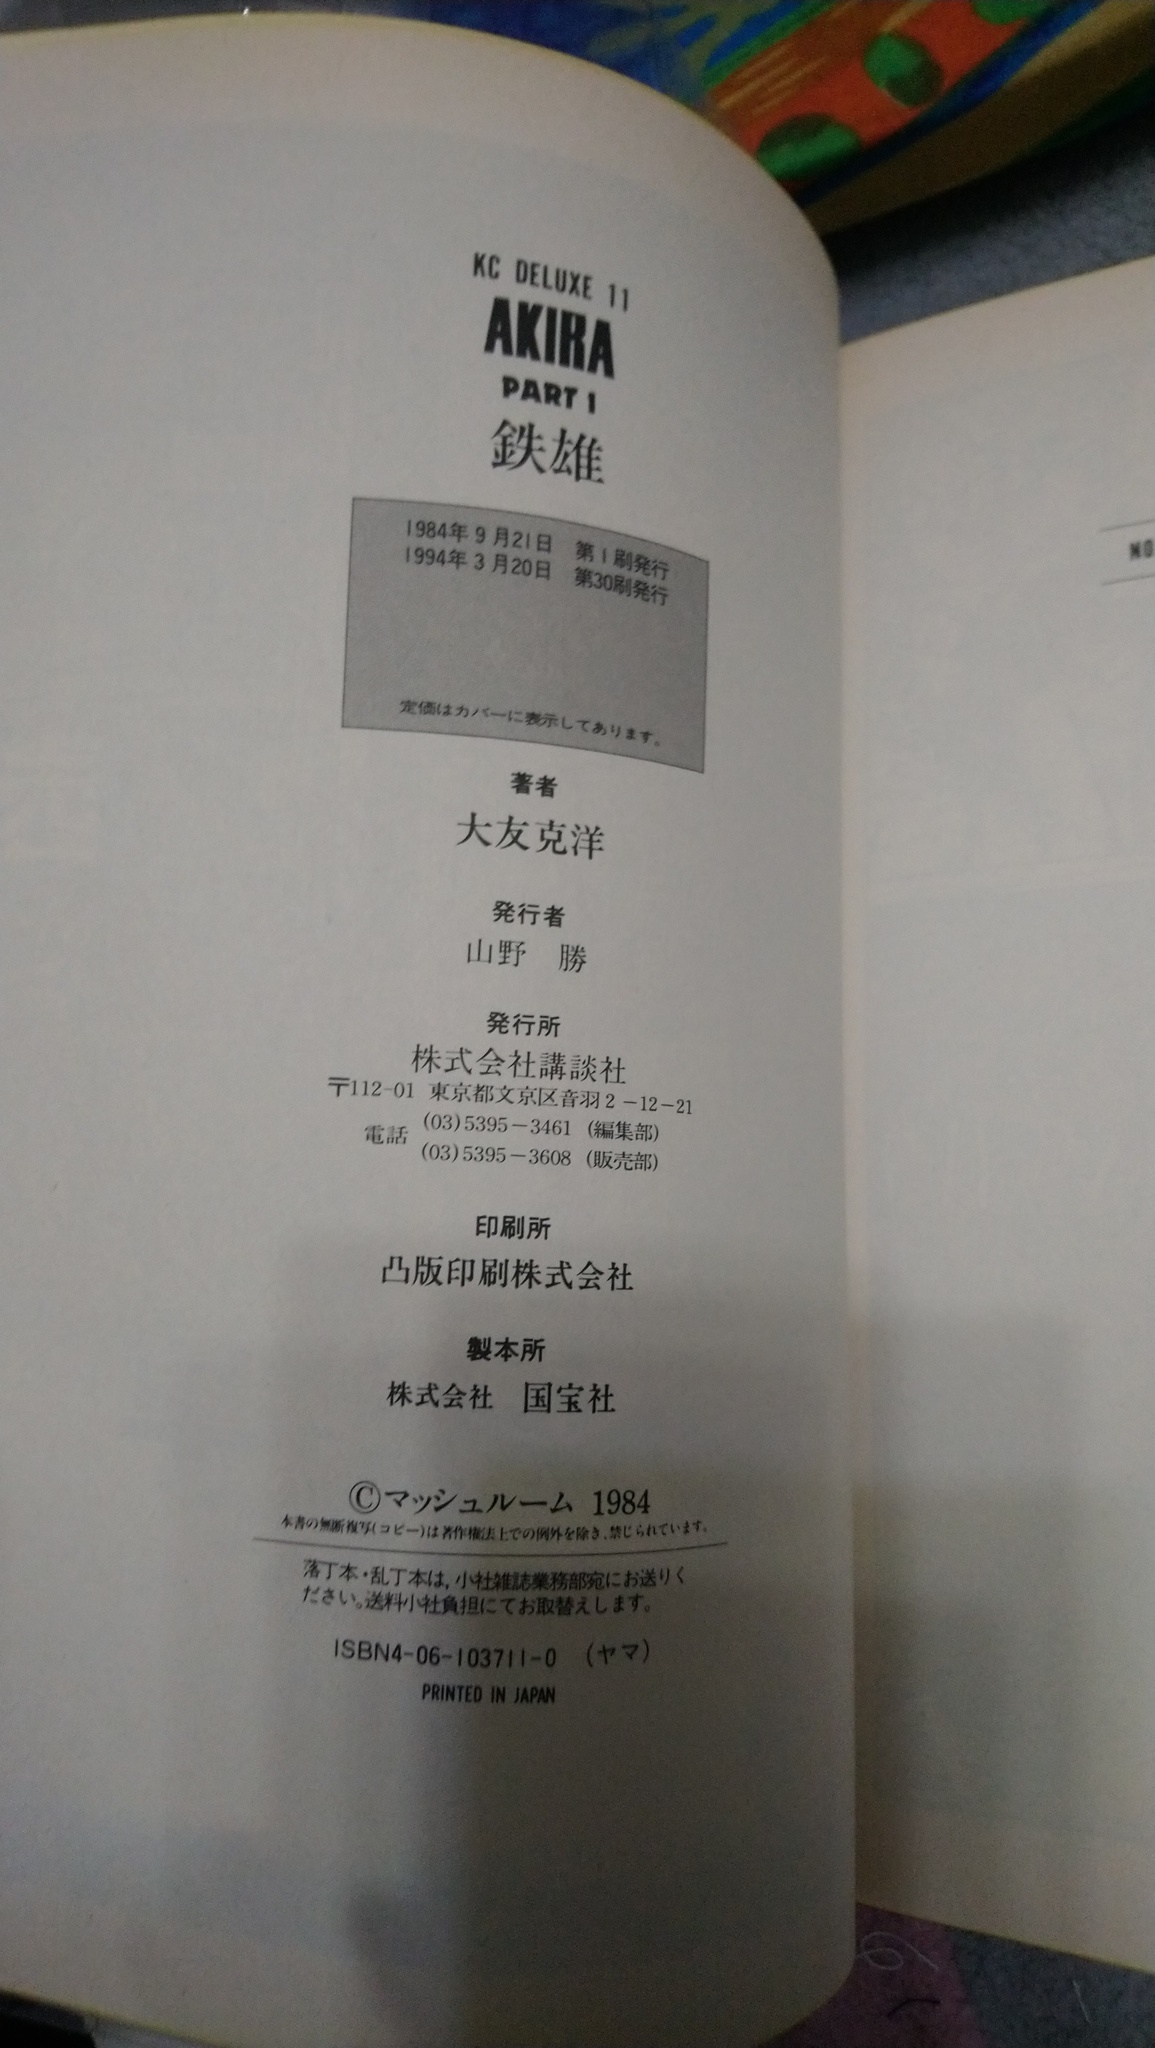 KC DELUXE 11
AKIRA
PART 1
鉄雄
1984年9月21日 第1刷発行
1994年3月20日 第30刷発行
定価はカバーに表示してあります。
著者
大友克洋
発行者
山野 勝
発行所
株式会社講談社
〒112-01 東京都文京区音羽2-12-21
電話 (03)5395-3461 (編集部)
(03)5395-3608 (販売部)
印刷所
凸版印刷株式会社
製本所
株式会社 国宝社
©マッシュルーム 1984
本書の無断複写(コピー)は著作権法上での例外を除き、禁じられています。
落丁本・乱丁本は、小社雑誌業務部宛にお送りく
ださい。送料小社負担にてお取替えします。
ISBN4-06-103711-0 (ヤマ)
PRINTED IN JAPAN